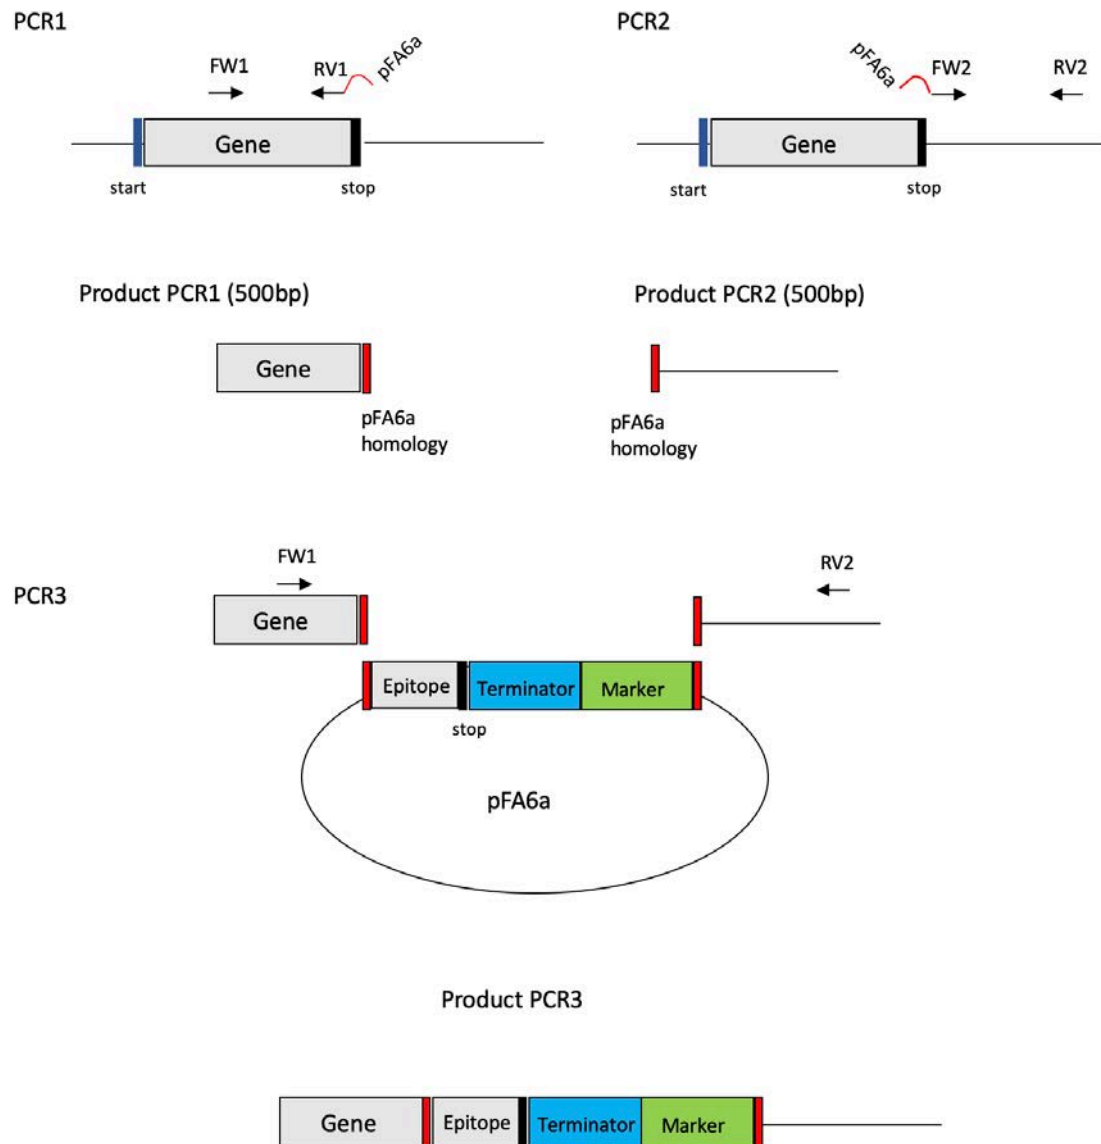 PCR1
FW1
RV1
pFA6a
Gene
start
stop
PCR2
pFA6a
FW2
RV2
Gene
start
stop
Product PCR1 (500bp)
Gene
pFA6a
homology
Product PCR2 (500bp)
pFA6a
homology
PCR3
FW1
RV2
Gene
Epitope
Terminator
Marker
stop
pFA6a
Product PCR3
Gene
Epitope
Terminator
Marker